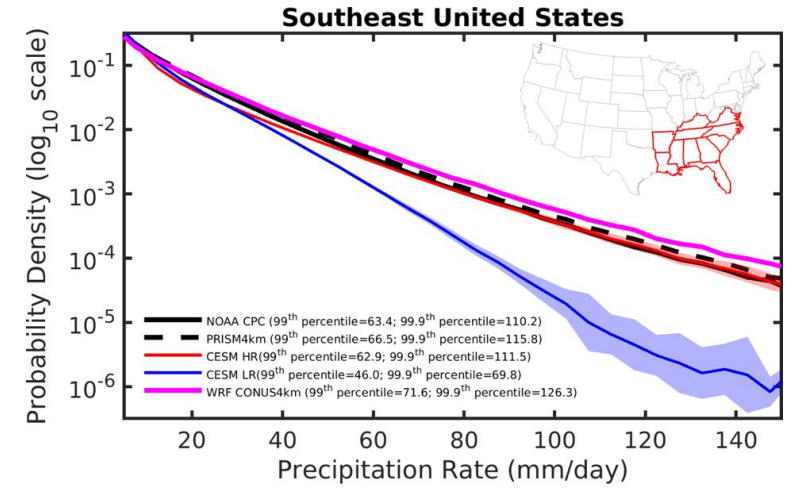 Southeast United States
Probability Density (log10 scale)
10-1
10-2
10-3
10-4
10-5
10-6
NOAA CPC (99th percentile=63.4; 99.9th percentile=110.2)
PRISM4km (99th percentile=66.5; 99.9th percentile=115.8)
CESM HR(99th percentile=62.9; 99.9th percentile=111.5)
CESM LR(99th percentile=46.0; 99.9th percentile=69.8)
WRF CONUS4km (99th percentile=71.6; 99.9th percentile=126.3)
20 40 60 80 100 120 140
Precipitation Rate (mm/day)